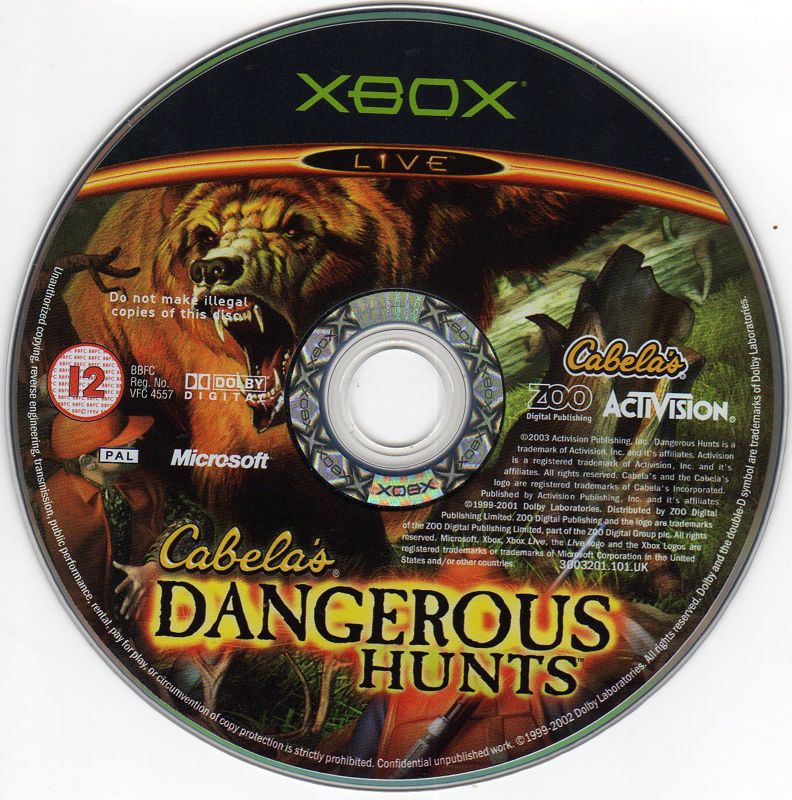 XBOX®
LIVE™
Do not make illegal
copies of this disc.
12
BBFC
Reg. No.
VFC 4557
DOLBY
DIGITAL
PAL
Microsoft
XBOX
Cabela's®
ZOO
Digital Publishing
ACTIVISION®
©2003 Activision Publishing, Inc. Dangerous Hunts is a
trademark of Activision, Inc. and it's affiliates. Activision
is a registered trademark of Activision, Inc. and it's
affiliates. All rights reserved. Cabela's and the Cabela's
logo are registered trademarks of Cabela's Incorporated.
Published by Activision Publishing, Inc. and it's affiliates.
©1999-2001 Dolby Laboratories. Distributed by ZOO Digital
Publishing Limited. ZOO Digital Publishing and the logo are trademarks
of the ZOO Digital Publishing Limited, part of the ZOO Digital Group plc. All rights
reserved. Microsoft, Xbox, Xbox Live, the Live logo and the Xbox Logos are
registered trademarks or trademarks of Microsoft Corporation in the United
States and/or other countries.
3003201.101.UK
Cabela's®
DANGEROUS
HUNTS™
Unauthorized copying, reverse engineering, transmission, public performance, rental, pay for play, or circumvention of copy protection is strictly prohibited. Confidential unpublished work. ©1999-2002 Dolby Laboratories. All rights reserved. Dolby and the double-D symbol are trademarks of Dolby Laboratories.